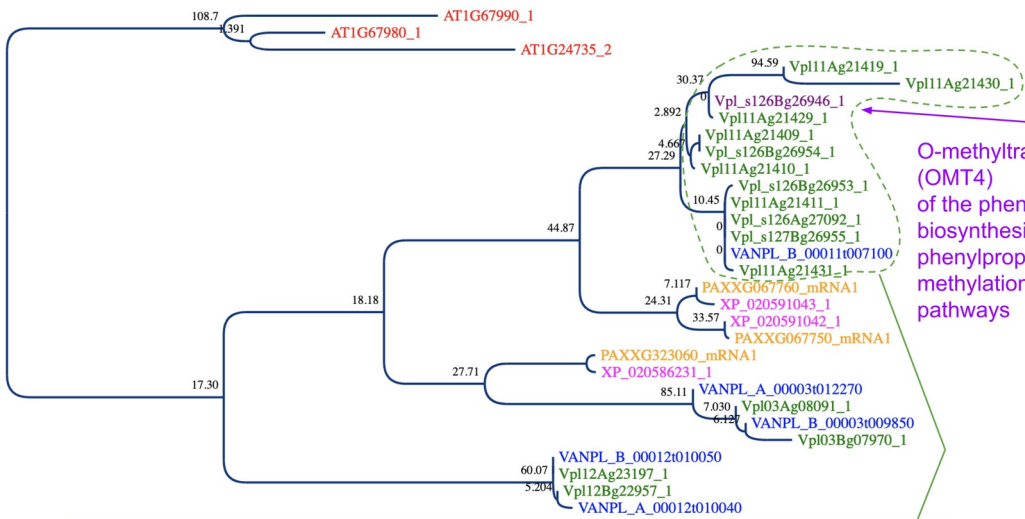 108.7
AT1G67990_1
1.391
AT1G67980_1
AT1G24735_2
94.59
Vpl11Ag21419_1
30.37
Vpl11Ag21430_1
0
Vpl_s126Bg26946_1
2.892
Vpl11Ag21429_1
Vpl11Ag21409_1
4.667
Vpl_s126Bg26954_1
27.29
Vpl11Ag21410_1
Vpl_s126Bg26953_1
10.45
Vpl11Ag21411_1
Vpl_s126Ag27092_1
0
Vpl_s127Bg26955_1
0
VANPL_B_00011t007100
Vpl11Ag21431_1
O-methyltra
(OMT4)
of the phen
biosynthesi
phenylprop
methylation
pathways
44.87
7.117
PAXXG067760_mRNA1
24.31
XP_020591043_1
33.57
XP_020591042_1
PAXXG067750_mRNA1
18.18
PAXXG323060_mRNA1
27.71
XP_020586231_1
17.30
85.11
VANPL_A_00003t012270
7.030
Vpl03Ag08091_1
6.127
VANPL_B_00003t009850
Vpl03Bg07970_1
VANPL_B_00012t010050
60.07
Vpl12Ag23197_1
5.204
Vpl12Bg22957_1
VANPL_A_00012t010040